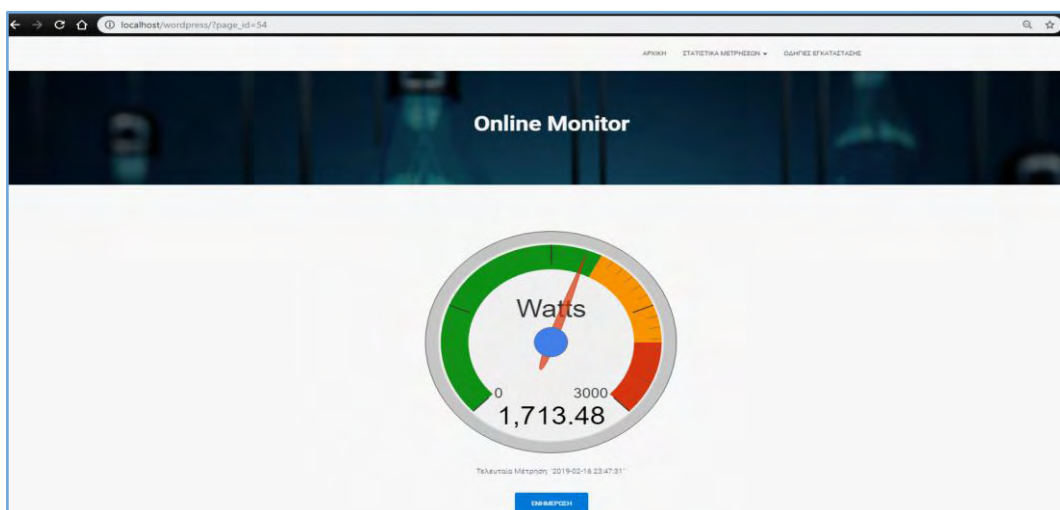 localhost/wordpress/?page_id=54
ΑΡΧΙΚΗ ΣΤΑΤΙΣΤΙΚΑ ΜΕΤΡΗΣΕΩΝ ΟΔΗΓΙΕΣ ΕΓΚΑΤΑΣΤΑΣΗΣ
Online Monitor
Watts
0 3000
1,713.48
Τελευταία Μέτρηση: "2019-02-16 23:47:31"
ΕΝΗΜΕΡΩΣΗ